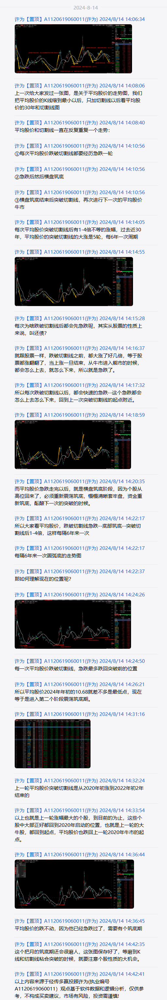 2024-8-14
许为【置顶】A1120619060011(许为) 2024/8/14 14:06:34
许为【置顶】A1120619060011(许为) 2024/8/14 14:08:06
上一次给大家发过一张图，是关于平均股价的走势图，我们
把平均股价的K线缩到最小以后，只加切割线以后看平均股
价的30年和切割线图
许为【置顶】A1120619060011(许为) 2024/8/14 14:08:40
平均股价和切割线一直在反复重复一个走势：
许为【置顶】A1120619060011(许为) 2024/8/14 14:10:56
①每次平均股价跌破切割线都要经历急跌一轮
许为【置顶】A1120619060011(许为) 2024/8/14 14:10:56
②急跌后然后横盘筑底
许为【置顶】A1120619060011(许为) 2024/8/14 14:10:56
③横盘筑底结束后突破切割线，再次进行下一次的平均股价
牛市
许为【置顶】A1120619060011(许为) 2024/8/14 14:14:05
每次平均股价突破切割线后有1-4倍不等的涨幅，过去近30
年，平均股价的突破切割线的大涨是5轮，每6年一次周期
许为【置顶】A1120619060011(许为) 2024/8/14 14:14:55
许为【置顶】A1120619060011(许为) 2024/8/14 14:15:28
每次为啥跌破切割线后都会先急跌呢，其实从股票的性质上
来说，叫还债？
许为【置顶】A1120619060011(许为) 2024/8/14 14:16:37
就跟股票一样，跌破切割线之前，都大涨了好几倍，等于股
票都涨翻翻了，当上涨一旦结束，从牛市进入熊市的时候，
都会怎么上去，就怎么下来，所以就是急跌了。
许为【置顶】A1120619060011(许为) 2024/8/14 14:17:32
所以每次跌破切割线以后，都会快速的急跌--这个急跌都会
怎么上去怎么下来，回到上一次突破切割线的起点附近。
许为【置顶】A1120619060011(许为) 2024/8/14 14:18:59
许为【置顶】A1120619060011(许为) 2024/8/14 14:20:35
而平均股价急跌走完以后，就是横盘筑底阶段，因为个股从
高位回来了，必须重新震荡筑底，慢慢清晰套牢盘，资金重
新筑底，酝酿下一次的突破的时候。
许为【置顶】A1120619060011(许为) 2024/8/14 14:22:17
所以大家看平均股价，跌破切割线急跌--底部筑底--突破切
割线后1-4倍，这样每隔6年来一次
许为【置顶】A1120619060011(许为) 2024/8/14 14:22:17
每隔6年来一次圆弧底的走势图
许为【置顶】A1120619060011(许为) 2024/8/14 14:22:37
那如何理解现在的位置呢？
许为【置顶】A1120619060011(许为) 2024/8/14 14:24:26
许为【置顶】A1120619060011(许为) 2024/8/14 14:24:50
每一次平均股价跌破切割线，急跌最多跌回突破前的位置
许为【置顶】A1120619060011(许为) 2024/8/14 14:26:21
所以平均股价2024年年初的10.68就差不多是最低点，现在
等于是进入第二个阶段震荡筑底期。
许为【置顶】A1120619060011(许为) 2024/8/14 14:31:16
许为【置顶】A1120619060011(许为) 2024/8/14 14:32:24
上一轮平均股价突破切割线是从2020年初涨到2022年初2年
结束的
许为【置顶】A1120619060011(许为) 2024/8/14 14:33:54
以上也就是上一轮涨幅最大的个股，到目前的为止，这些个
股中大部正好都回到2020年启动的位置，也就是上一轮的大
牛股，都回到起点，平均股价也跌回上一轮2020年牛市的起
点。
许为【置顶】A1120619060011(许为) 2024/8/14 14:36:44
许为【置顶】A1120619060011(许为) 2024/8/14 14:36:45
平均股价的跌不动，因为他已经急跌过了，需要有个筑底期
许为【置顶】A1120619060011(许为) 2024/8/14 14:42:35
这个把月的筑底期还会很磨人，这张图保存好了，等磨到K
线和切割线粘合突破的时候，就要注意个股性质的大机会。
许为【置顶】A1120619060011(许为) 2024/8/14 14:42:41
以上内容来源于经传多赢投顾许为(执业编号
A1120619060011）观点基于软件数据和逻辑分析，仅供参
考，不构成买卖建议，市场有风险，投资需谨慎!